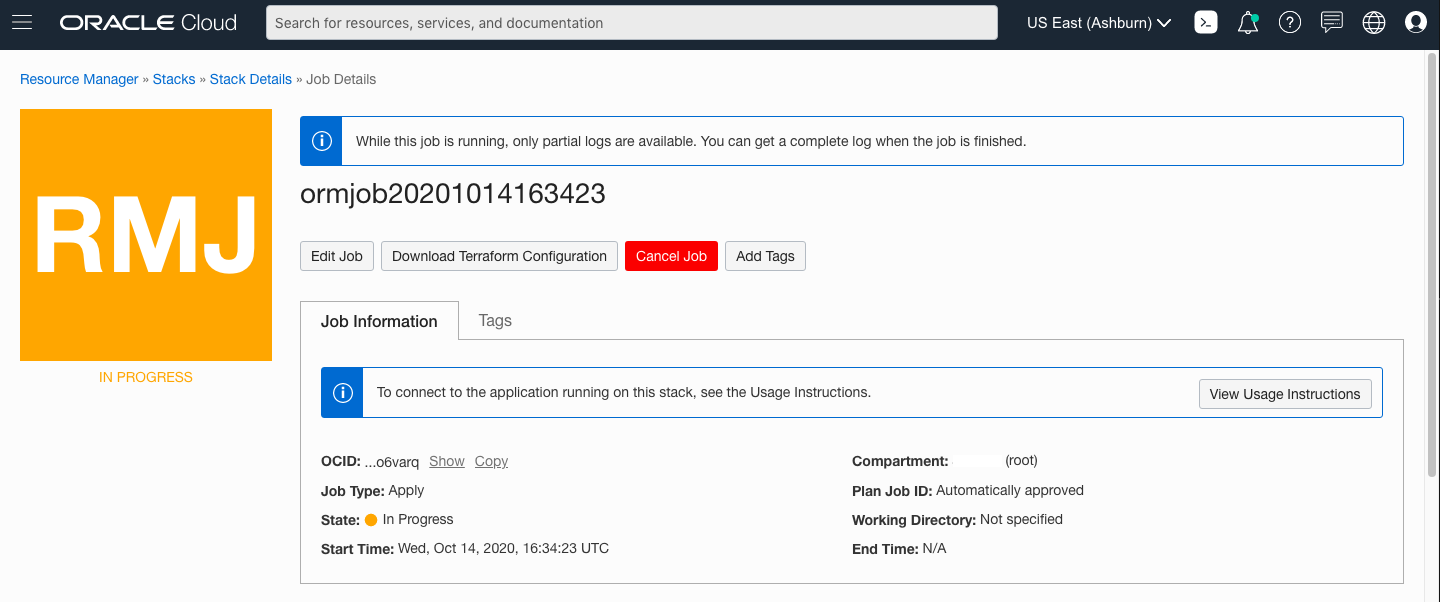 ORACLE Cloud
Search for resources, services, and documentation
US East (Ashburn)
Resource Manager » Stacks » Stack Details » Job Details
RMJ
IN PROGRESS
While this job is running, only partial logs are available. You can get a complete log when the job is finished.
ormjob20201014163423
Edit Job
Download Terraform Configuration
Cancel Job
Add Tags
Job Information
Tags
To connect to the application running on this stack, see the Usage Instructions.
View Usage Instructions
OCID: ...o6varq Show Copy
Job Type: Apply
State: In Progress
Start Time: Wed, Oct 14, 2020, 16:34:23 UTC
Compartment: (root)
Plan Job ID: Automatically approved
Working Directory: Not specified
End Time: N/A